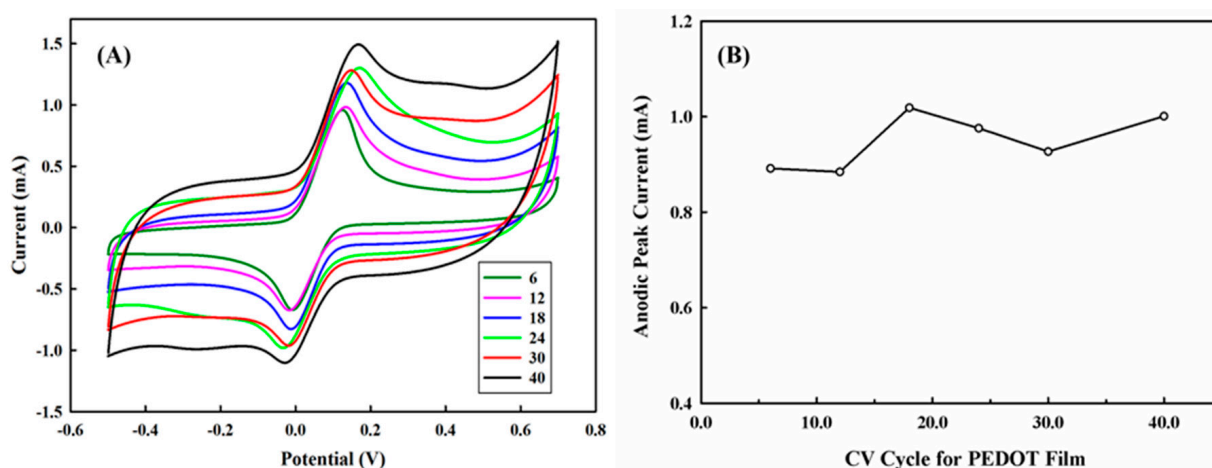 (A)
1.5
1.0
0.5
0.0
-0.5
-1.0
-1.5
Current (mA)
-0.6 -0.4 -0.2 0.0 0.2 0.4 0.6 0.8
Potential (V)
6
12
18
24
30
40
(B)
1.2
1.0
0.8
0.6
0.4
Anodic Peak Current (mA)
0.0 10.0 20.0 30.0 40.0
CV Cycle for PEDOT Film